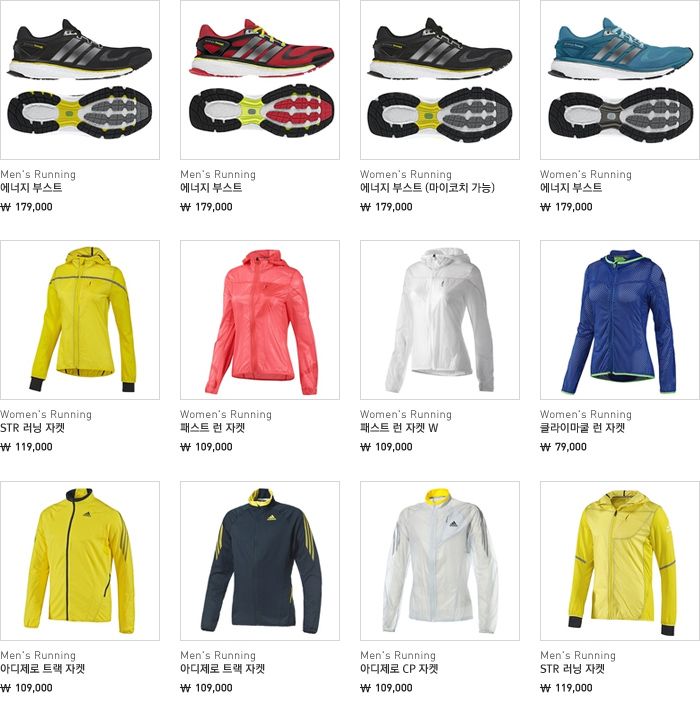 Men's Running
에너지 부스트
₩ 179,000
Men's Running
에너지 부스트
₩ 179,000
Women's Running
에너지 부스트 (마이코치 가능)
₩ 179,000
Women's Running
에너지 부스트
₩ 179,000
Women's Running
STR 러닝 자켓
₩ 119,000
Women's Running
패스트 런 자켓
₩ 109,000
Women's Running
패스트 런 자켓 W
₩ 109,000
Women's Running
클라이마쿨 런 자켓
₩ 79,000
Men's Running
아디제로 트랙 자켓
₩ 109,000
Men's Running
아디제로 트랙 자켓
₩ 109,000
Men's Running
아디제로 CP 자켓
₩ 109,000
Men's Running
STR 러닝 자켓
₩ 119,000